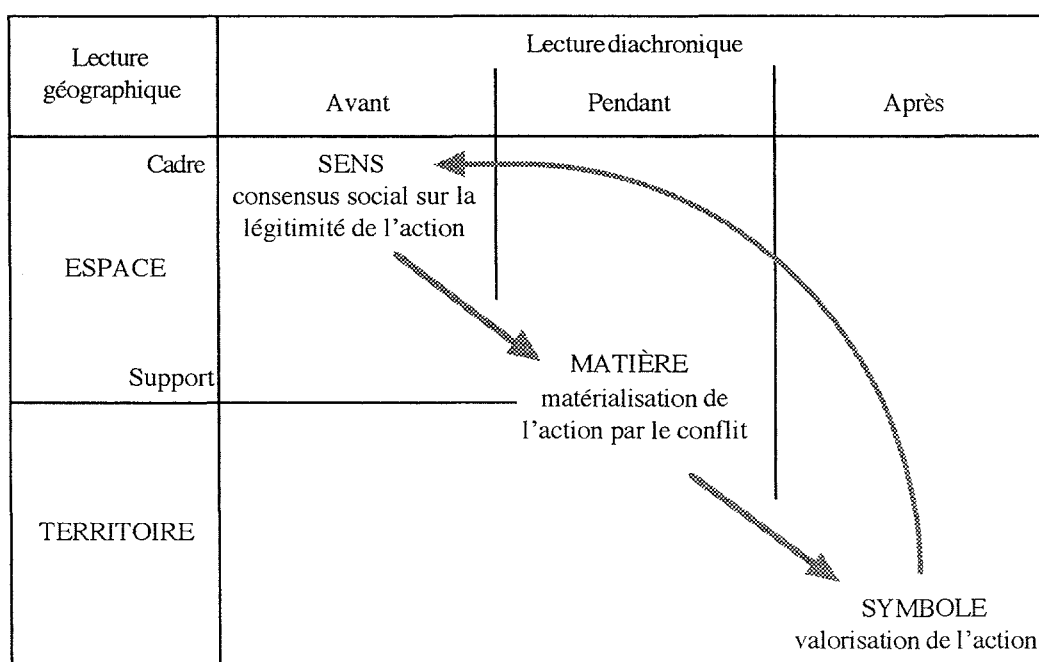 Lecture
géographique
Lecture diachronique
Avant
Pendant
Après
Cadre
SENS
consensus social sur la
légitimité de l'action
ESPACE
Support
MATIÈRE
matérialisation de
l'action par le conflit
TERRITOIRE
SYMBOLE
valorisation de l'action